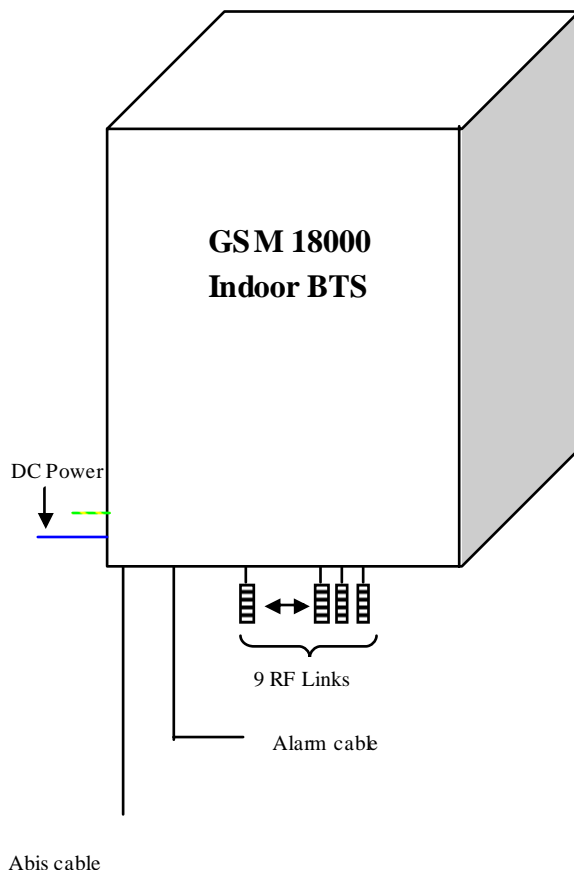 GSM 18000
Indoor BTS
DC Power
9 RF Links
Alarm cable
Abis cable